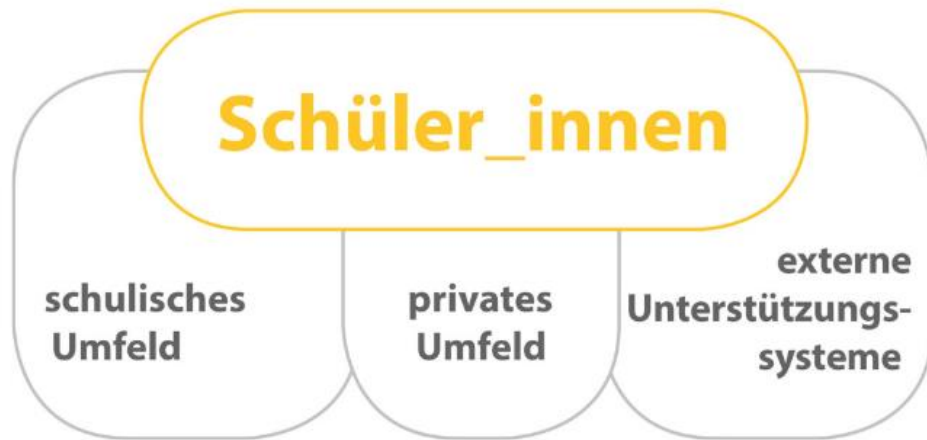 Schüler_innen
schulisches
Umfeld
privates
Umfeld
externe
Unterstützungs-
systeme